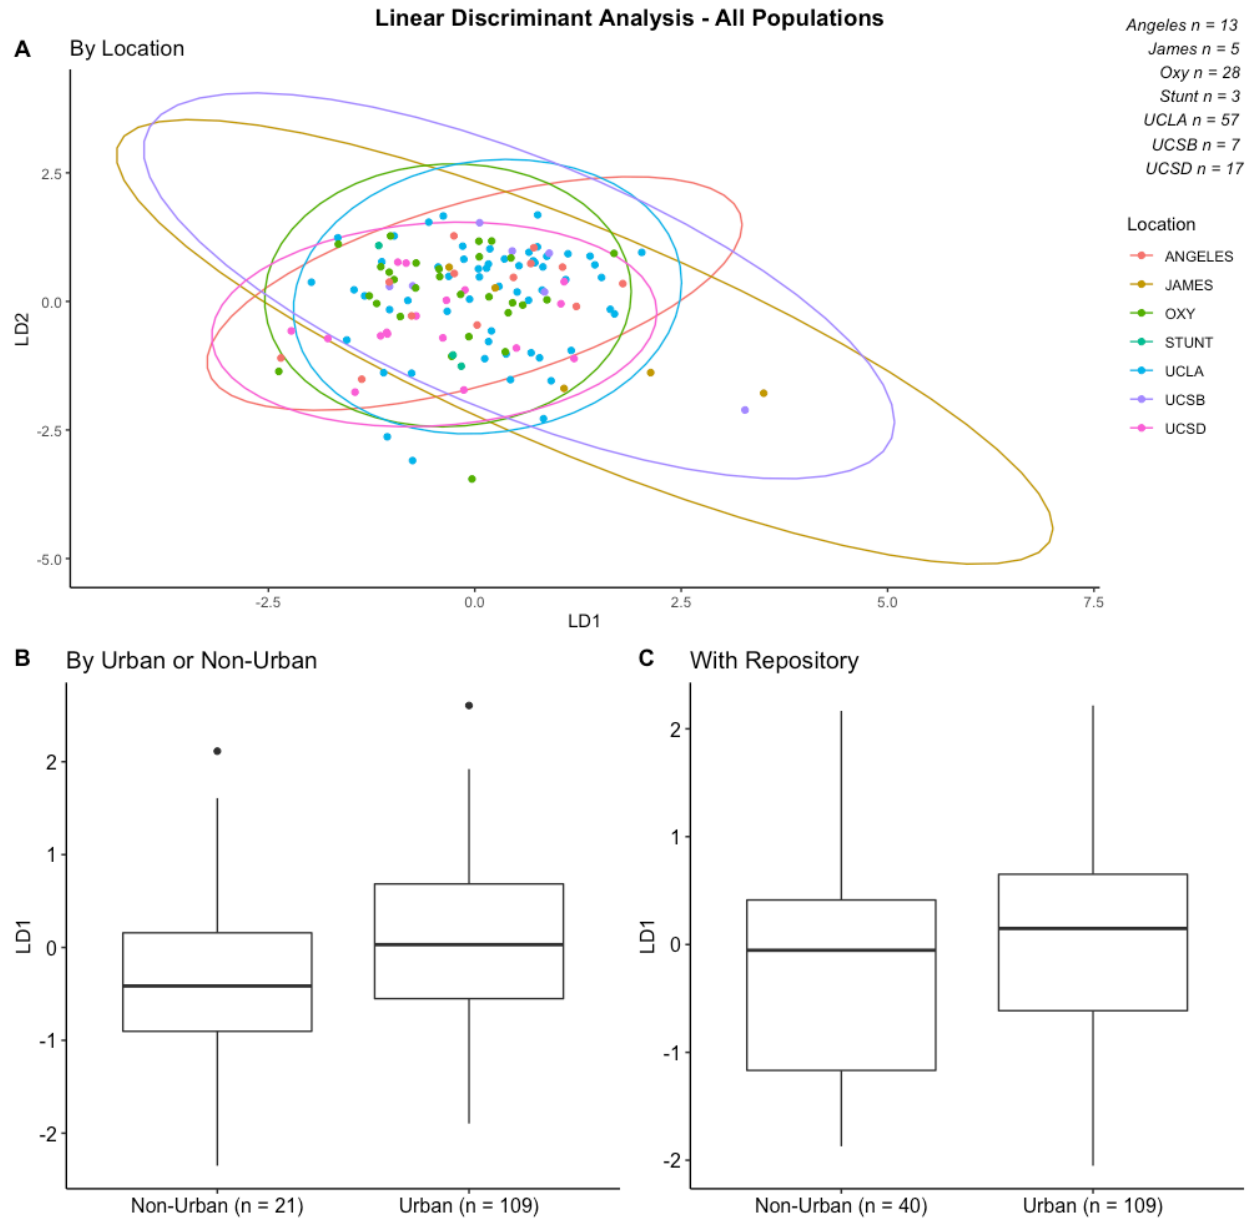 Linear Discriminant Analysis - All Populations
A By Location
Angeles n = 13
James n = 5
Oxy n = 28
Stunt n = 3
UCLA n = 57
UCSB n = 7
UCSD n = 17
LD2
2.5
0.0
-2.5
-5.0
-2.5 0.0 2.5 5.0 7.5
LD1
Location
ANGELES
JAMES
OXY
STUNT
UCLA
UCSB
UCSD
B By Urban or Non-Urban
LD1
2
1
0
-1
-2
Non-Urban (n = 21) Urban (n = 109)
C With Repository
LD1
2
1
0
-1
-2
Non-Urban (n = 40) Urban (n = 109)